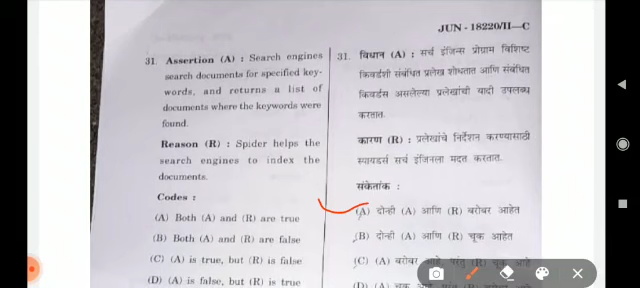 JUN - 18220/II—C
31. Assertion (A) : Search engines
search documents for specified key-
words, and returns a list of
documents where the keywords were
found.
Reason (R) : Spider helps the
search engines to index the
documents.
Codes :
(A) Both (A) and (R) are true
(B) Both (A) and (R) are false
(C) (A) is true, but (R) is false
(D) (A) is false, but (R) is true
31. विधान (A) : सर्च इंजिन्स प्रोग्राम विशिष्ट
किवर्डशी संबंधित प्रलेख शोधतात आणि संबंधित
किवर्डस असलेल्या प्रलेखांची यादी उपलब्ध
करतात.
कारण (R) : प्रलेखांचे निर्देशन करण्यासाठी
स्पायडर्स सर्च इंजिनला मदत करतात.
संकेतांक :
(A) दोन्ही (A) आणि (R) बरोबर आहेत
(B) दोन्ही (A) आणि (R) चूक आहेत
(C) (A) बरोबर आहे, परंतु (R) चूक आहे
(D) (A) चूक